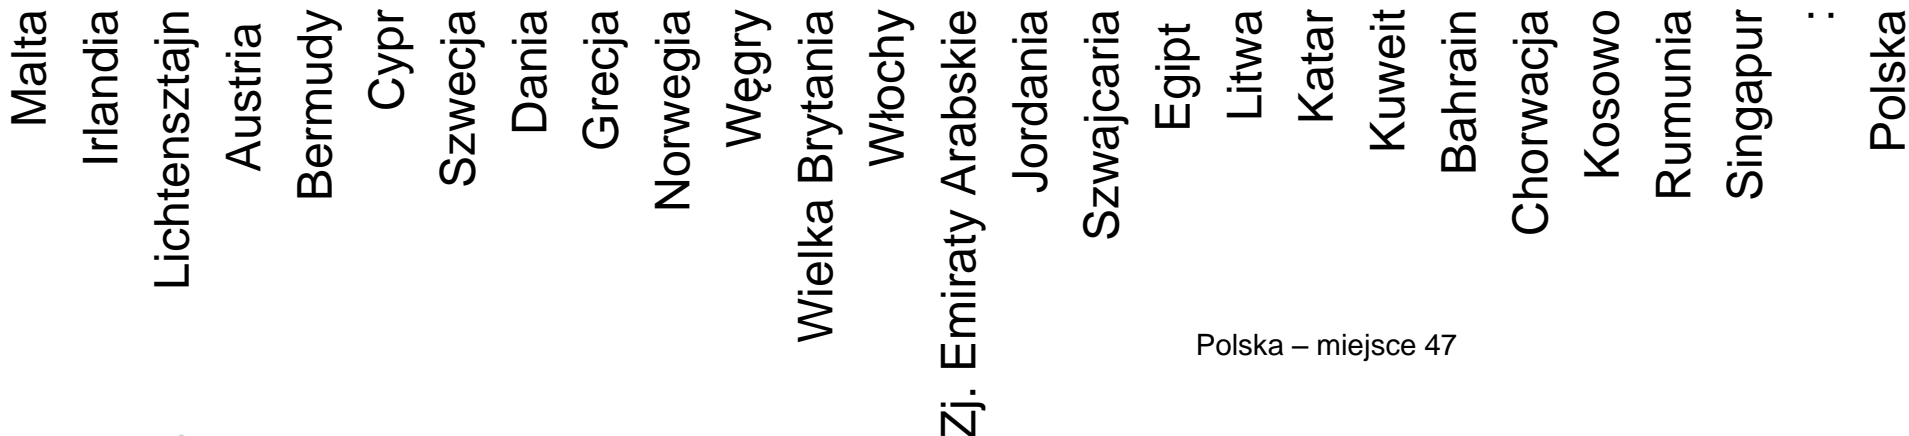 Malta
Irlandia
Lichtensztajn
Austria
Bermudy
Cypr
Szwecja
Dania
Grecja
Norwegia
Węgry
Wielka Brytania
Włochy
Zj. Emiraty Arabskie
Jordania
Szwajcaria
Egipt
Litwa
Katar
Kuweit
Bahrain
Chorwacja
Kosowo
Rumunia
Singapur
:
Polska
Polska – miejsce 47